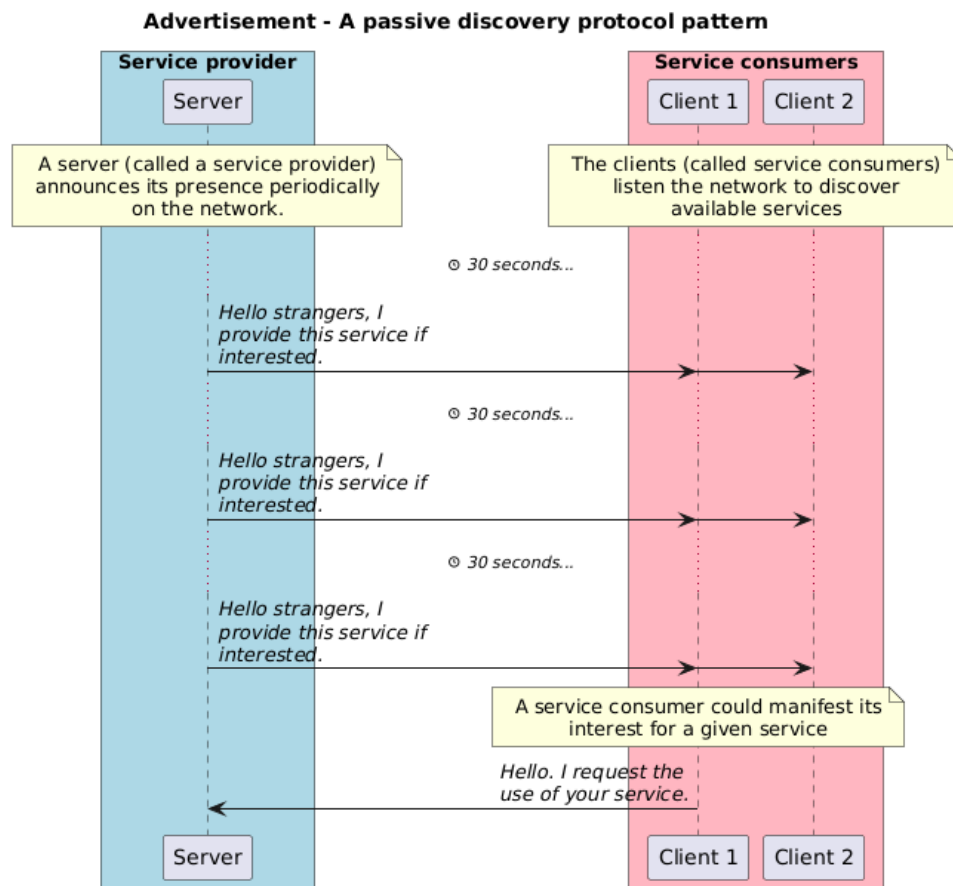 Advertisement - A passive discovery protocol pattern
Service provider
Service consumers
Server
Client 1
Client 2
A server (called a service provider)
announces its presence periodically
on the network.
The clients (called service consumers)
listen the network to discover
available services
30 seconds...
Hello strangers, I
provide this service if
interested.
30 seconds...
Hello strangers, I
provide this service if
interested.
30 seconds...
Hello strangers, I
provide this service if
interested.
A service consumer could manifest its
interest for a given service
Hello. I request the
use of your service.
Server
Client 1
Client 2